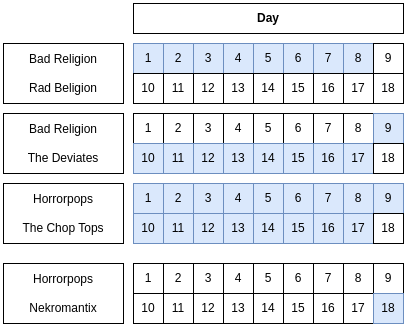 Day
Bad Religion 1 2 3 4 5 6 7 8 9
Rad Beligion 10 11 12 13 14 15 16 17 18
Bad Religion 1 2 3 4 5 6 7 8 9
The Deviates 10 11 12 13 14 15 16 17 18
Horrorpops 1 2 3 4 5 6 7 8 9
The Chop Tops 10 11 12 13 14 15 16 17 18
Horrorpops 1 2 3 4 5 6 7 8 9
Nekromantix 10 11 12 13 14 15 16 17 18